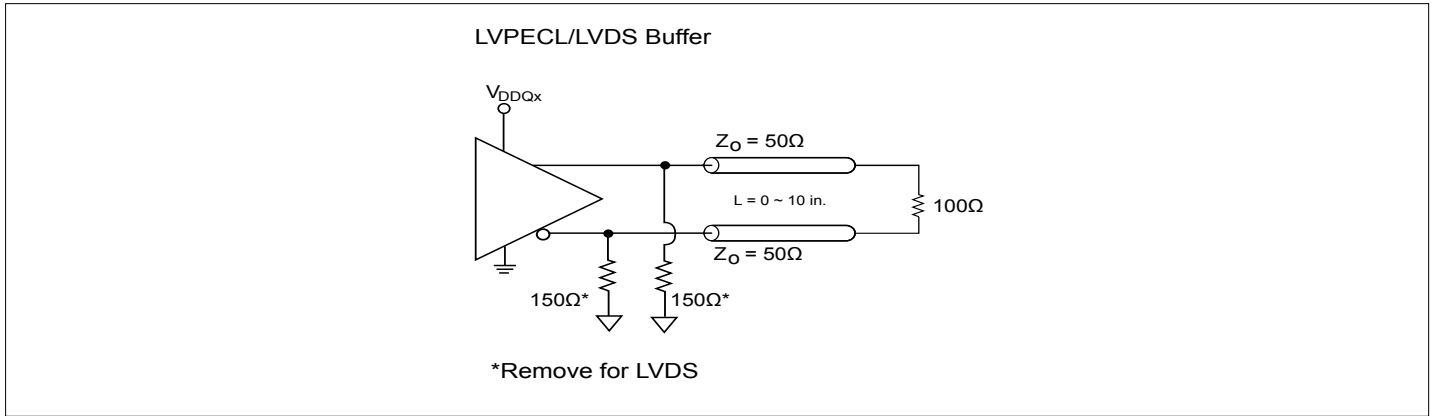 LVPECL/LVDS Buffer
VDDQx
ZO = 50Ω
L = 0 ~ 10 in.
100Ω
ZO = 50Ω
150Ω*
150Ω*
*Remove for LVDS